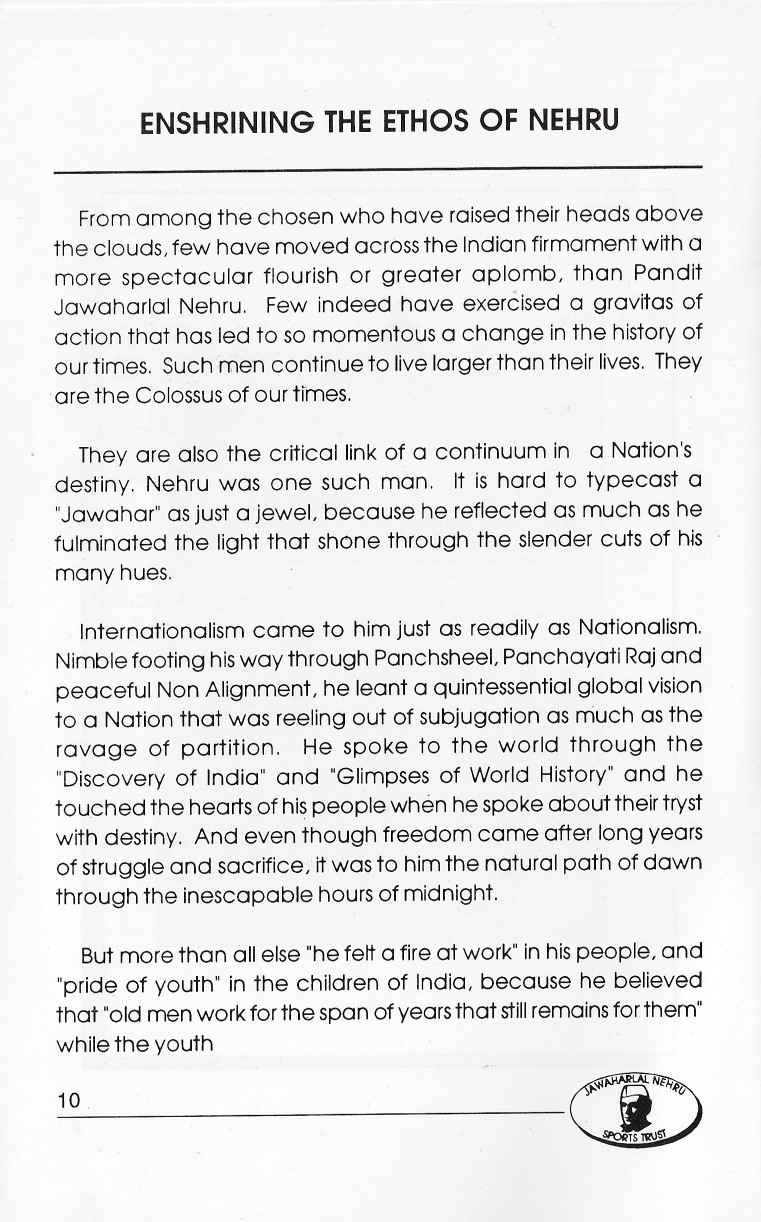 ENSHRINING THE ETHOS OF NEHRU
From among the chosen who have raised their heads above
the clouds, few have moved across the Indian firmament with a
more spectacular flourish or greater aplomb, than Pandit
Jawaharlal Nehru. Few indeed have exercised a gravitas of
action that has led to so momentous a change in the history of
our times. Such men continue to live larger than their lives. They
are the Colossus of our times.
They are also the critical link of a continuum in a Nation's
destiny. Nehru was one such man. It is hard to typecast a
"Jawahar" as just a jewel, because he reflected as much as he
fulminated the light that shone through the slender cuts of his
many hues.
Internationalism came to him just as readily as Nationalism.
Nimble footing his way through Panchsheel, Panchayati Raj and
peaceful Non Alignment, he leant a quintessential global vision
to a Nation that was reeling out of subjugation as much as the
ravage of partition. He spoke to the world through the
"Discovery of India" and "Glimpses of World History" and he
touched the hearts of his people when he spoke about their tryst
with destiny. And even though freedom came after long years
of struggle and sacrifice, it was to him the natural path of dawn
through the inescapable hours of midnight.
But more than all else "he felt a fire at work" in his people, and
"pride of youth" in the children of India, because he believed
that "old men work for the span of years that still remains for them"
while the youth
10
JAWAHARLAL NEHRU
SPORTS TRUST